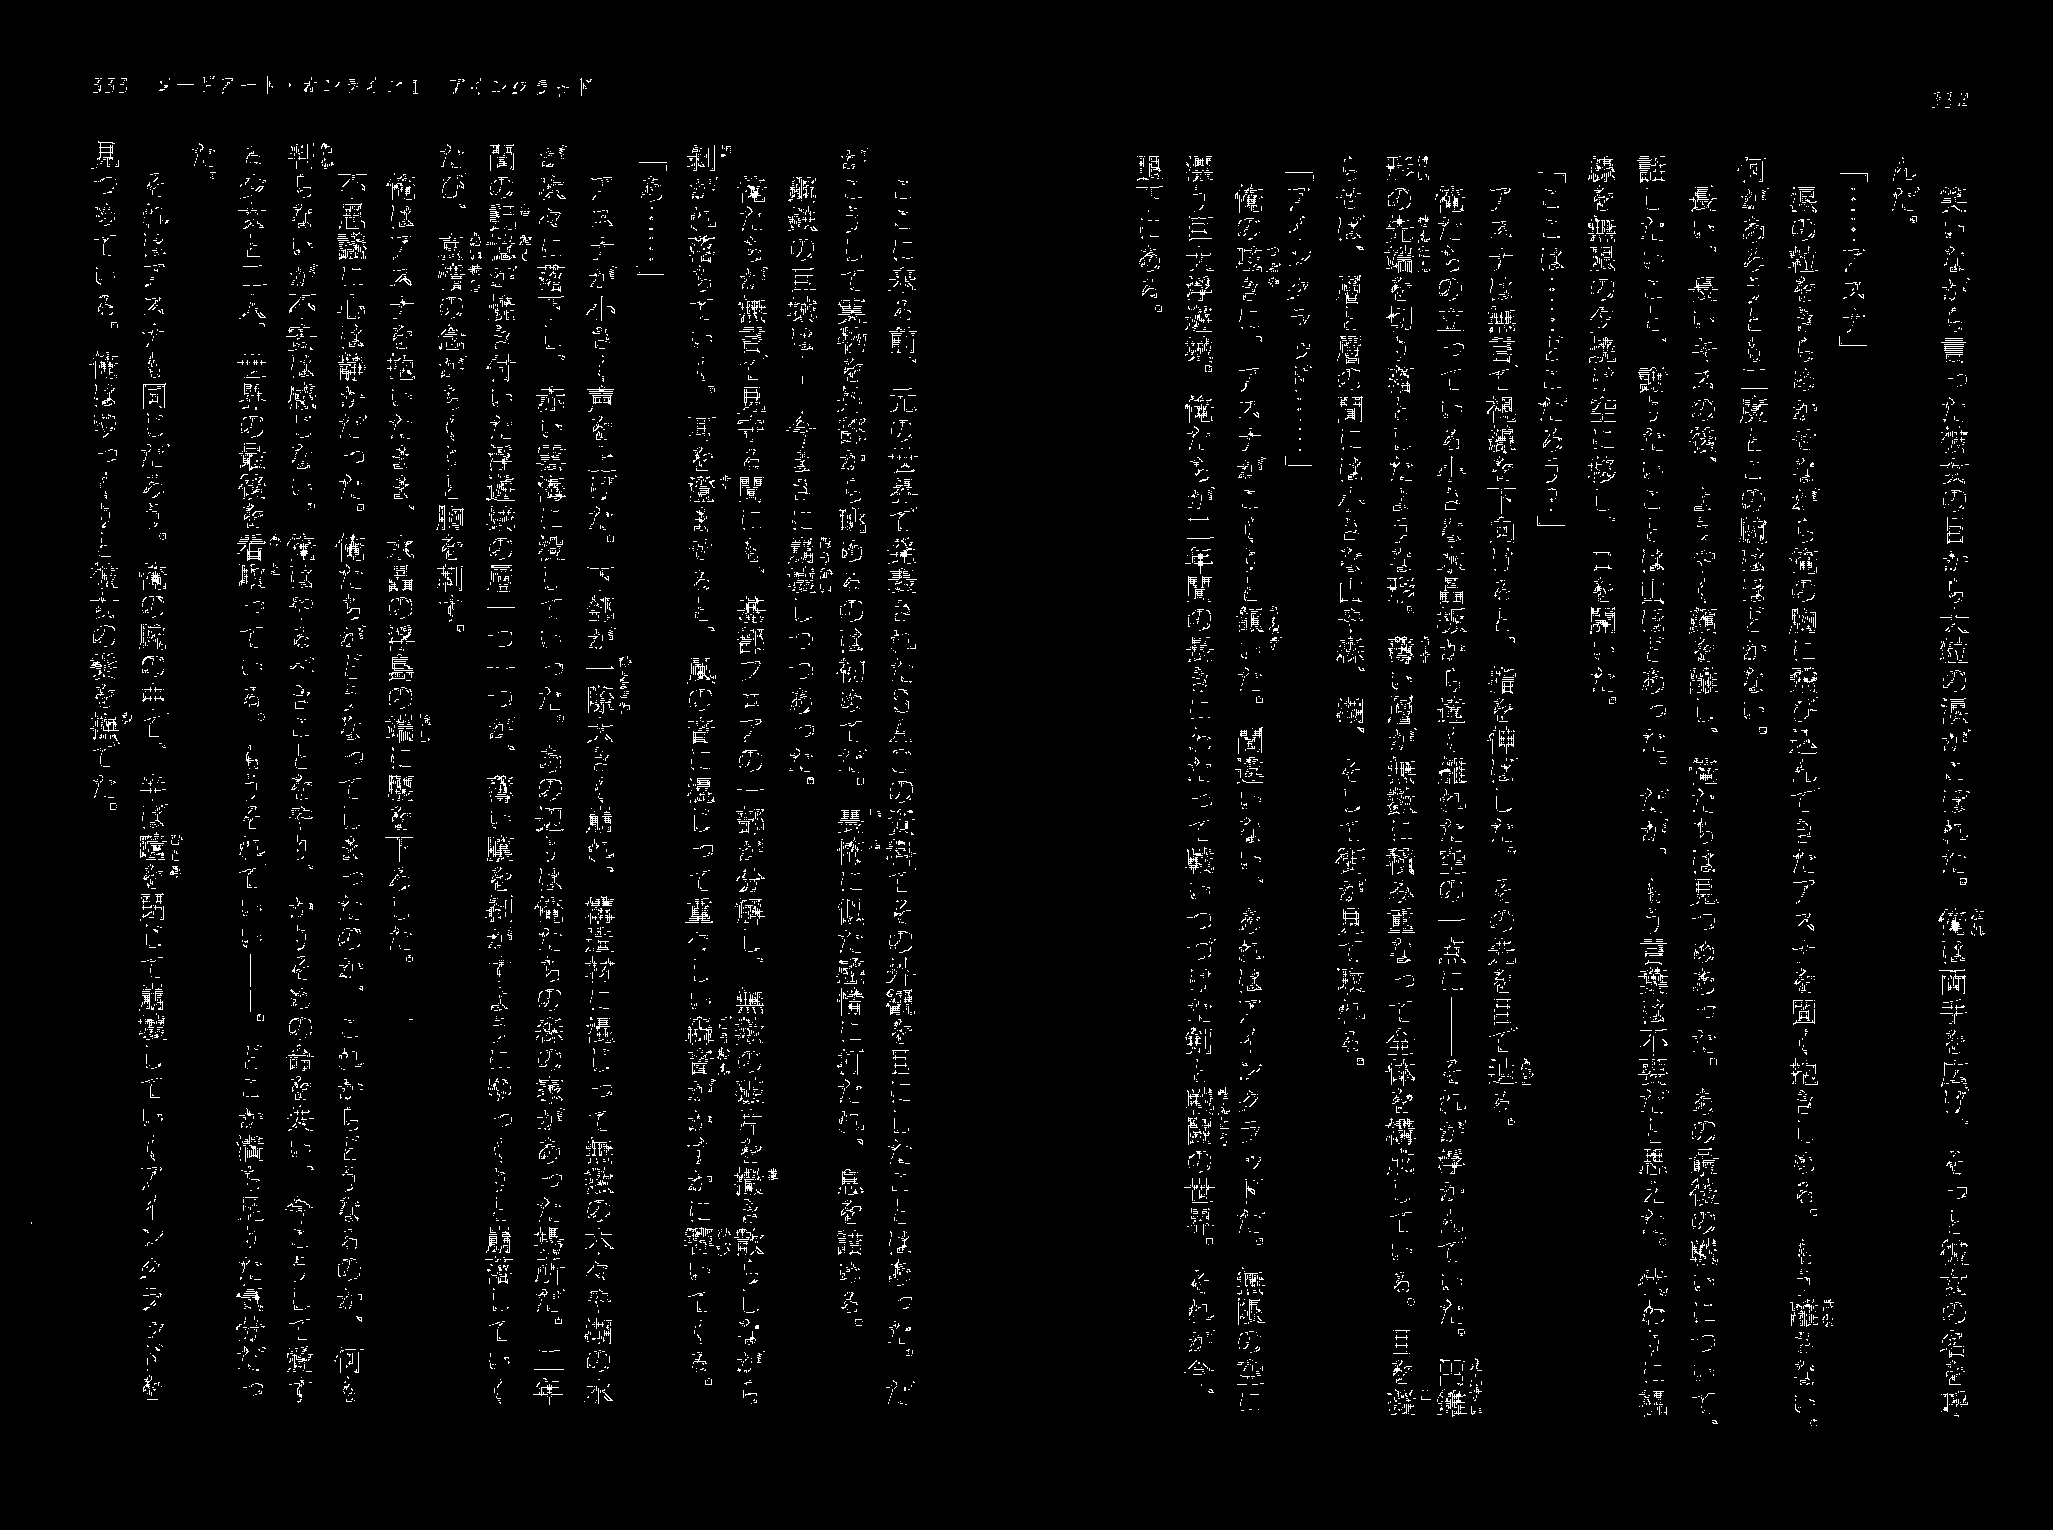 332
笑いながら言った彼女の目から大粒の涙がこぼれた。俺は両手を広げ、そっと彼女の名を呼
んだ。
「……アスナ」
涙の粒をきらめかせながら俺の胸に飛び込んできたアスナを固く抱きしめる。もう離さない。
何があろうとも二度とこの腕はほどかない。
長い、長いキスの後、ようやく顔を離し、俺たちは見つめあった。あの最後の戦いについて、
話したいこと、謝りたいことは山ほどあった。だが、もう言葉は不要だと思えた。代わりに視
線を無限の夕焼け空に移し、口を開いた。
「ここは……どこだろう？」
アスナは無言で視線を下向けると、指を伸ばした。その先を目で辿る。
俺たちの立っている小さな水晶板から遠く離れた空の一点に――それが浮かんでいた。円錐
形の先端を切り落としたような形。薄い層が無数に積み重なって全体を構成している。目を凝
らせば、層と層の間には小さな山や森、湖、そして街が見て取れる。
「アインクラッド……」
俺の呟きに、アスナがこくりと頷いた。間違いない、あれはアインクラッドだ。無限の空に
漂う巨大浮遊城。俺たちが二年間の長きにわたって戦いつづけた剣と戦闘の世界。それが今、
眼下にある。
333 ソードアート・オンライン1 アインクラッド
ここに来る前、元の世界で発表されたSAOの資料でその外観を目にしたことはあった。だ
がこうして実物を外部から眺めるのは初めてだ。畏怖に似た感情に打たれ、息を詰める。
鋼鉄の巨城は―今まさに崩壊しつつあった。
俺たちが無言で見守る間にも、基部フロアの一部が分解し、無数の破片を撒き散らしながら
剝がれ落ちていく。耳を澄ませると、風の音に混じって重々しい轟音がかすかに響いてくる。
「あ……」
アスナが小さく声を上げた。下部が一際大きく崩れ、構造材に混じって無数の木々や湖の水
が次々に落下し、赤い雲海に没していった。あの辺りは俺たちの森の家があった場所だ。二年
間の記憶が焼き付いた浮遊城の層一つ一つが、薄い膜を剝がすようにゆっくりと崩落していく
たび、哀惜の念がちくりと胸を刺す。
俺はアスナを抱いたまま、水晶の浮島の端に腰を下ろした。
不思議に心は静かだった。俺たちがどうなってしまったのか、これからどうなるのか、何も
判らないが不安は感じない。俺はやるべきことをやり、かりそめの命を失い、今こうして愛す
る少女と二人、世界の最後を看取っている。もうそれでいい――。どこか満ち足りた気分だっ
た。
それはアスナも同じだろう。俺の腕の中で、半ば瞳を閉じて崩壊していくアインクラッドを
見つめている。俺はゆっくりと彼女の髪を撫でた。